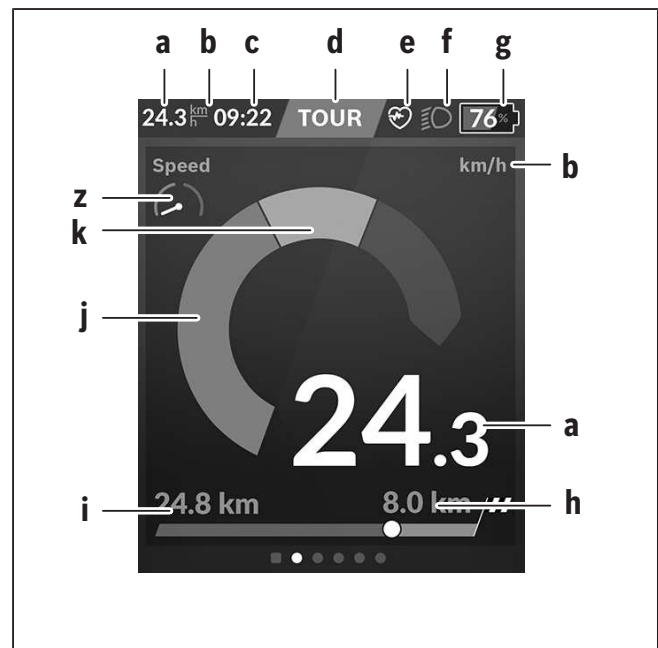 a b c d e f g
24.3 km/h 09:22 TOUR 76%
Speed km/h b
z
k
j
24.3 a
i 24.8 km 8.0 km h